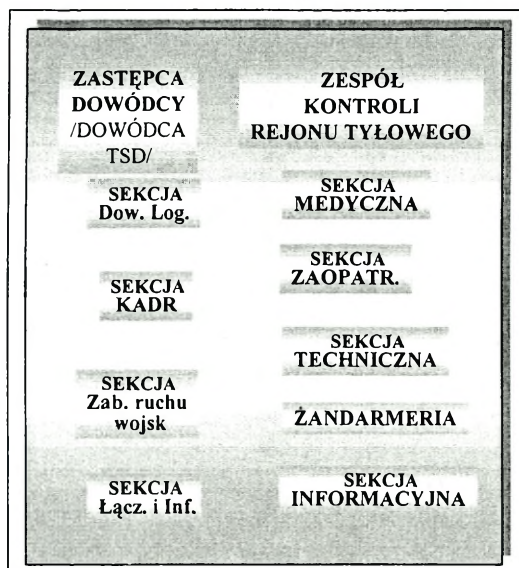 ZASTĘPCA
DOWÓDCY
/DOWÓDCA
TSD/
ZESPÓŁ
KONTROLI
REJONU TYŁOWEGO
SEKCJA
Dow. Log.
SEKCJA
MEDYCZNA
SEKCJA
KADR
SEKCJA
ZAOPATR.
SEKCJA
TECHNICZNA
SEKCJA
Zab. ruchu
wojsk
ŻANDARMERIA
SEKCJA
Łącz. i Inf.
SEKCJA
INFORMACYJNA